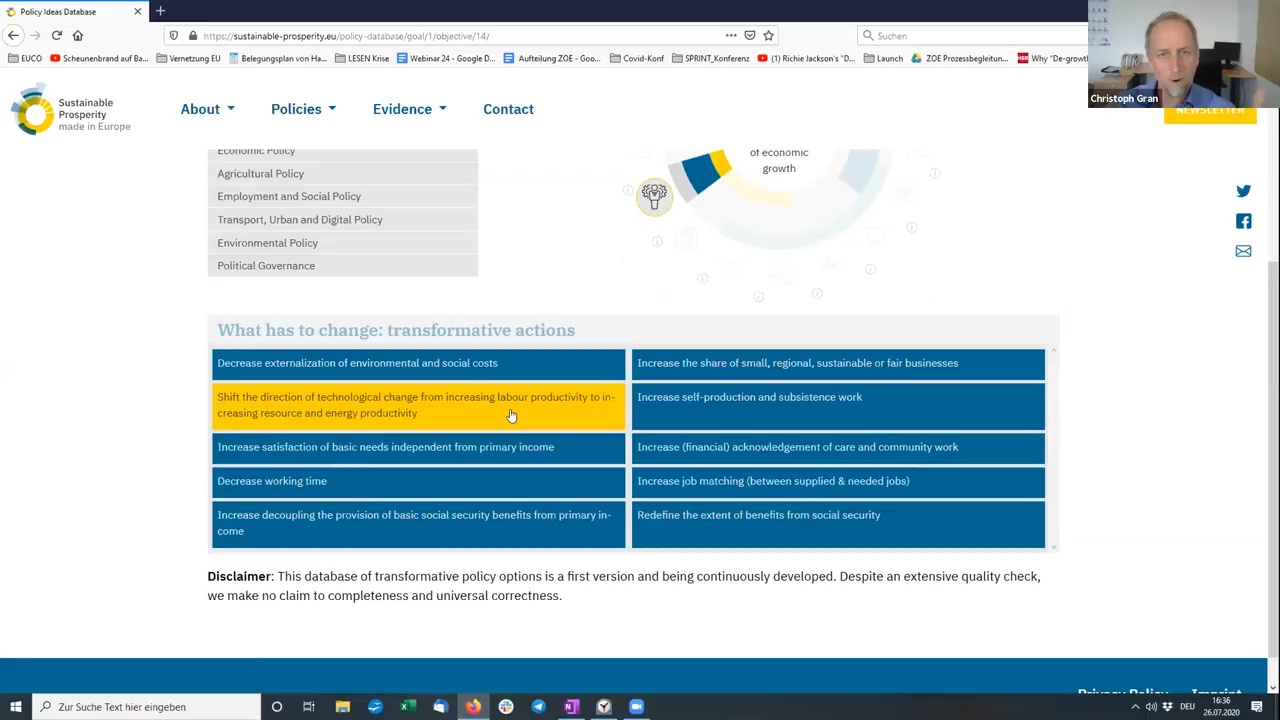 Policy Ideas Database
https://sustainable-prosperity.eu/policy-database/goal/1/objective/14/
Suchen
EUCO
Scheunenbrand auf Ba...
Vernetzung EU
Belegungsplan von Ha...
LESEN Krise
Webinar 24 - Google D...
Aufteilung ZOE - Goo...
Covid-Konf
SPRINT_Konferenz
(1) Richie Jackson's "D...
Launch
ZOE Prozessbegleitun...
Why "De-growth
Christoph Gran
Sustainable
Prosperity
made in Europe
About
Policies
Evidence
Contact
NEWSLETTER
Economic Policy
Agricultural Policy
Employment and Social Policy
Transport, Urban and Digital Policy
Environmental Policy
Political Governance
of economic
growth
What has to change: transformative actions
Decrease externalization of environmental and social costs
Increase the share of small, regional, sustainable or fair businesses
Shift the direction of technological change from increasing labour productivity to in-
creasing resource and energy productivity
Increase self-production and subsistence work
Increase satisfaction of basic needs independent from primary income
Increase (financial) acknowledgement of care and community work
Decrease working time
Increase job matching (between supplied & needed jobs)
Increase decoupling the provision of basic social security benefits from primary in-
come
Redefine the extent of benefits from social security
Disclaimer: This database of transformative policy options is a first version and being continuously developed. Despite an extensive quality check,
we make no claim to completeness and universal correctness.
Privacy Policy
Imprint
Zur Suche Text hier eingeben
DEU
16:36
26.07.2020